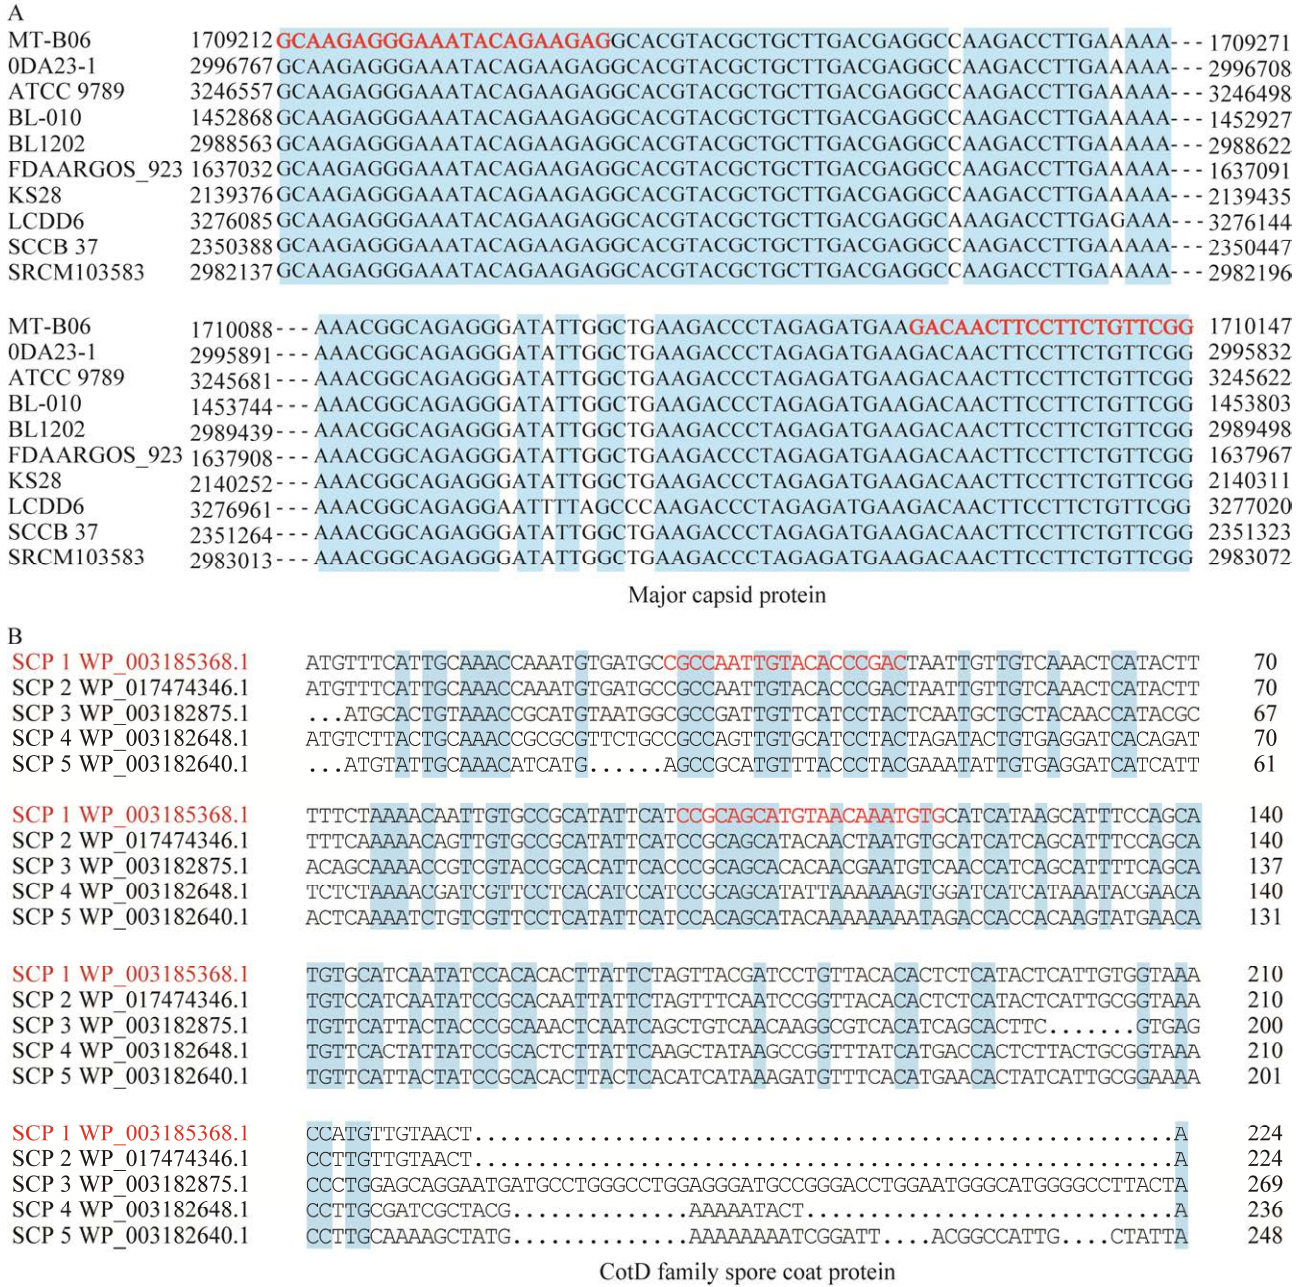 A
MT-B06 1709212 GCAAGAGGGAAATACAGAAGAGGCACGTACGCTGCTTGACGAGGCCAAGACCTTGAAAAA--- 1709271
0DA23-1 2996767 GCAAGAGGGAAATACAGAAGAGGCACGTACGCTGCTTGACGAGGCCAAGACCTTGAAAAA--- 2996708
ATCC 9789 3246557 GCAAGAGGGAAATACAGAAGAGGCACGTACGCTGCTTGACGAGGCCAAGACCTTGAAAAA--- 3246498
BL-010 1452868 GCAAGAGGGAAATACAGAAGAGGCACGTACGCTGCTTGACGAGGCCAAGACCTTGAAAAA--- 1452927
BL1202 2988563 GCAAGAGGGAAATACAGAAGAGGCACGTACGCTGCTTGACGAGGCCAAGACCTTGAAAAA--- 2988622
FDAARGOS_923 1637032 GCAAGAGGGAAATACAGAAGAGGCACGTACGCTGCTTGACGAGGCCAAGACCTTGAAAAA--- 1637091
KS28 2139376 GCAAGAGGGAAATACAGAAGAGGCACGTACGCTGCTTGACGAGGCCAAGACCTTGAAAAA--- 2139435
LCDD6 3276085 GCAAGAGGGAAATACAGAAGAGGCACGTACGCTGCTTGACGAGGCAAAGACCTTGAGAAA--- 3276144
SCCB 37 2350388 GCAAGAGGGAAATACAGAAGAGGCACGTACGCTGCTTGACGAGGCCAAGACCTTGAAAAA--- 2350447
SRCM103583 2982137 GCAAGAGGGAAATACAGAAGAGGCACGTACGCTGCTTGACGAGGCCAAGACCTTGAAAAA--- 2982196
MT-B06 1710088 ---AAACGGCAGAGGGATATTGGCTGAAGACCCTAGAGATGAAGACAACTTCCTTCTGTTCGG 1710147
0DA23-1 2995891 ---AAACGGCAGAGGGATATTGGCTGAAGACCCTAGAGATGAAGACAACTTCCTTCTGTTCGG 2995832
ATCC 9789 3245681 ---AAACGGCAGAGGGATATTGGCTGAAGACCCTAGAGATGAAGACAACTTCCTTCTGTTCGG 3245622
BL-010 1453744 ---AAACGGCAGAGGGATATTGGCTGAAGACCCTAGAGATGAAGACAACTTCCTTCTGTTCGG 1453803
BL1202 2989439 ---AAACGGCAGAGGGATATTGGCTGAAGACCCTAGAGATGAAGACAACTTCCTTCTGTTCGG 2989498
FDAARGOS_923 1637908 ---AAACGGCAGAGGGATATTGGCTGAAGACCCTAGAGATGAAGACAACTTCCTTCTGTTCGG 1637967
KS28 2140252 ---AAACGGCAGAGGGATATTGGCTGAAGACCCTAGAGATGAAGACAACTTCCTTCTGTTCGG 2140311
LCDD6 3276961 ---AAACGGCAGAGGAATTTTAGCCCAAGACCCTAGAGATGAAGACAACTTCCTTCTGTTCGG 3277020
SCCB 37 2351264 ---AAACGGCAGAGGGATATTGGCTGAAGACCCTAGAGATGAAGACAACTTCCTTCTGTTCGG 2351323
SRCM103583 2983013 ---AAACGGCAGAGGGATATTGGCTGAAGACCCTAGAGATGAAGACAACTTCCTTCTGTTCGG 2983072
Major capsid protein
B
SCP 1 WP_003185368.1 ATGTTTCATTGCAAACCAAATGTGATGCCGCCAATTGTACACCCGACTAATTGTTGTCAAACTCATACTT 70
SCP 2 WP_017474346.1 ATGTTTCATTGCAAACCAAATGTGATGCCGCCAATTGTACACCCGACTAATTGTTGTCAAACTCATACTT 70
SCP 3 WP_003182875.1 ...ATGCACTGTAAACCGCATGTAATGGCGCCGATTGTTCATCCTACTCAATGCTGCTACAACCATACGC 67
SCP 4 WP_003182648.1 ATGTCTTACTGCAAACCGCGCGTTCTGCCGCCAGTTGTGCATCCTACTAGATACTGTGAGGATCACAGAT 70
SCP 5 WP_003182640.1 ...ATGTATTGCAAACATCATG......AGCCGCATGTTTACCCTACGAAATATTGTGAGGATCATCATT 61
SCP 1 WP_003185368.1 TTTCTAAAACAATTGTGCCGCATATTCATCCGCAGCATGTAACAAATGTGCATCATAAGCATTTCCAGCA 140
SCP 2 WP_017474346.1 TTTCAAAAACAGTTGTGCCGCATATTCATCCGCAGCATACAACTAATGTGCATCATCAGCATTTCCAGCA 140
SCP 3 WP_003182875.1 ACAGCAAAACCGTCGTACCGCACATTCACCCGCAGCACACAACGAATGTCAACCATCAGCATTTTCAGCA 137
SCP 4 WP_003182648.1 TCTCTAAAACGATCGTTCCTCACATCCATCCGCAGCATATTAAAAAAGTGGATCATCATAAATACGAACA 140
SCP 5 WP_003182640.1 ACTCAAAATCTGTCGTTCCTCATATTCATCCACAGCATACAAAAAAAATAGACCACCACAAGTATGAACA 131
SCP 1 WP_003185368.1 TGTGCATCAATATCCACACACTTATTCTAGTTACGATCCTGTTACACACTCTCATACTCATTGTGGTAAA 210
SCP 2 WP_017474346.1 TGTCCATCAATATCCGCACAATTATTCTAGTTTCAATCCGGTTACACACTCTCATACTCATTGCGGTAAA 210
SCP 3 WP_003182875.1 TGTTCATTACTACCCGCAAACTCAATCAGCTGTCAACAAGGCGTCACATCAGCACTTC.......GTGAG 200
SCP 4 WP_003182648.1 TGTTCACTATTATCCGCACTCTTATTCAAGCTATAAGCCGGTTTATCATGACCACTCTTACTGCGGTAAA 210
SCP 5 WP_003182640.1 TGTTCATTACTATCCGCACACTTACTCACATCATAAAGATGTTTCACATGAACACTATCATTGCGGAAAA 201
SCP 1 WP_003185368.1 CCATGTTGTAACT.......................................................A 224
SCP 2 WP_017474346.1 CCTTGTTGTAACT.......................................................A 224
SCP 3 WP_003182875.1 CCCTGGAGCAGGAATGATGCCTGGGCCTGGAGGGATGCCGGGACCTGGAATGGGCATGGGGCCTTACTA 269
SCP 4 WP_003182648.1 CCTTGCGATCGCTACG..............AAAAATACT.............................A 236
SCP 5 WP_003182640.1 CCTTGCAAAAGCTATG..............AAAAAAAATCGGATT....ACGGCCATTG....CTATTA 248
CotD family spore coat protein